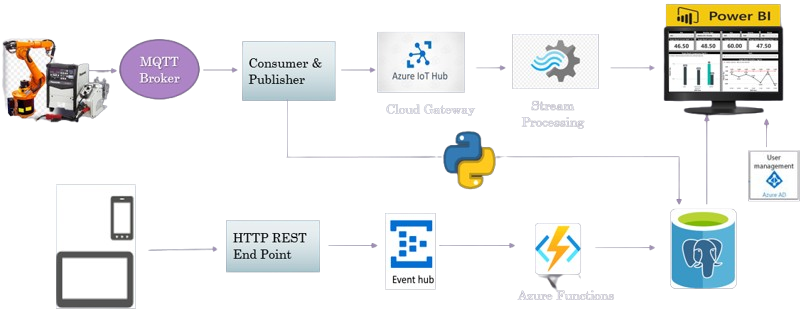 Power BI
46.50 48.50 60.00 47.50
MQTT
Broker
Consumer &
Publisher
Azure IoT Hub
Cloud Gateway
Stream
Processing
User
management
Azure AD
HTTP REST
End Point
Event hub
Azure Functions